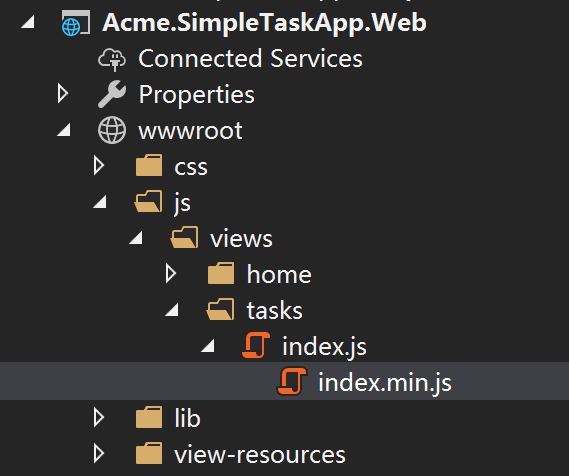 Acme.SimpleTaskApp.Web
Connected Services
Properties
wwwroot
css
js
views
home
tasks
index.js
index.min.js
lib
view-resources